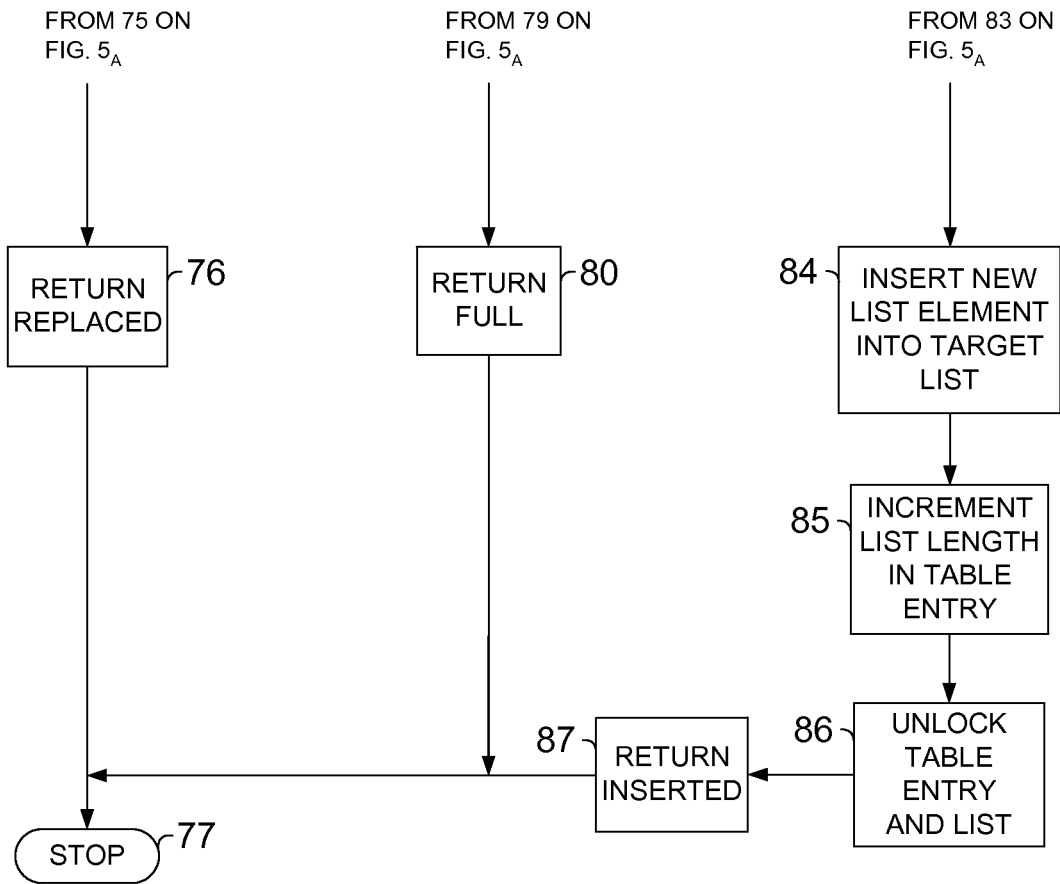 FROM 75 ON
FIG. 5A
FROM 79 ON
FIG. 5A
FROM 83 ON
FIG. 5A
RETURN
REPLACED
76
RETURN
FULL
80
84
INSERT NEW
LIST ELEMENT
INTO TARGET
LIST
85
INCREMENT
LIST LENGTH
IN TABLE
ENTRY
86
UNLOCK
TABLE
ENTRY
AND LIST
87
RETURN
INSERTED
STOP
77